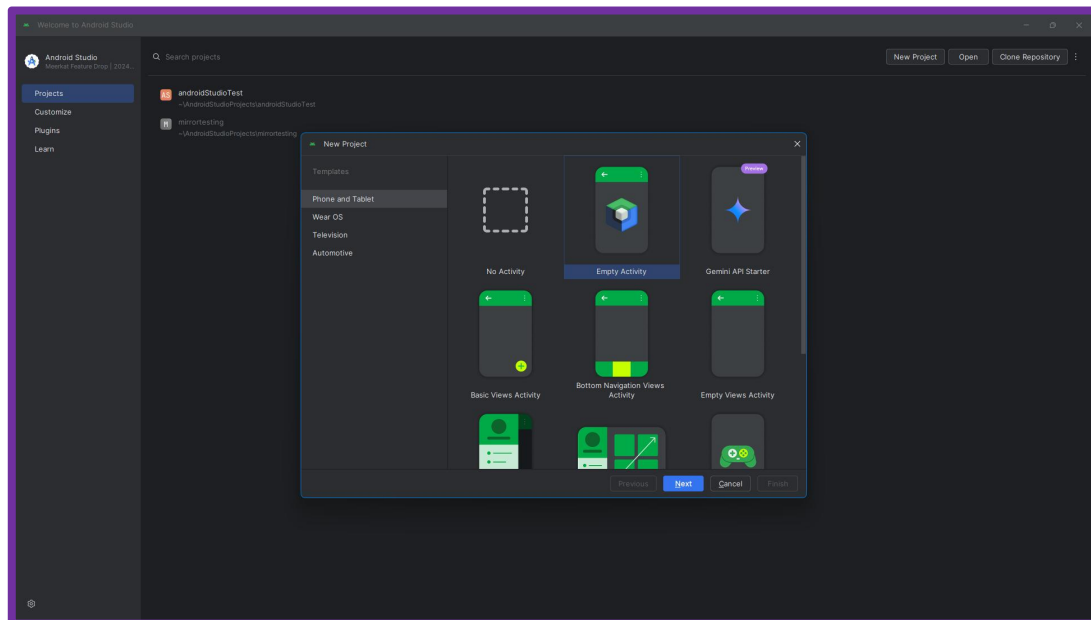 Welcome to Android Studio
Android Studio
Meerkat Feature Drop | 2024...
Search projects
New Project
Open
Clone Repository
Projects
Customize
Plugins
Learn
AS
androidStudioTest
~\AndroidStudioProjects\androidStudioTest
M
mirrortesting
~\AndroidStudioProjects\mirrortesting
New Project
Templates
Phone and Tablet
Wear OS
Television
Automotive
Preview
No Activity
Empty Activity
Gemini API Starter
Basic Views Activity
Bottom Navigation Views
Activity
Empty Views Activity
Previous
Next
Cancel
Finish